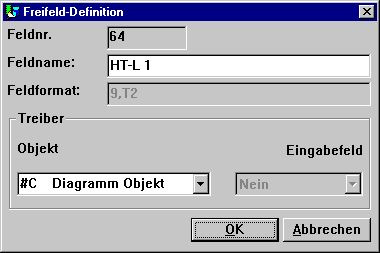 Freifeld-Definition
Feldnr. 64
Feldname: HT-L 1
Feldformat: 9,T2
Treiber
Objekt Eingabefeld
#C Diagramm Objekt Nein
OK Abbrechen